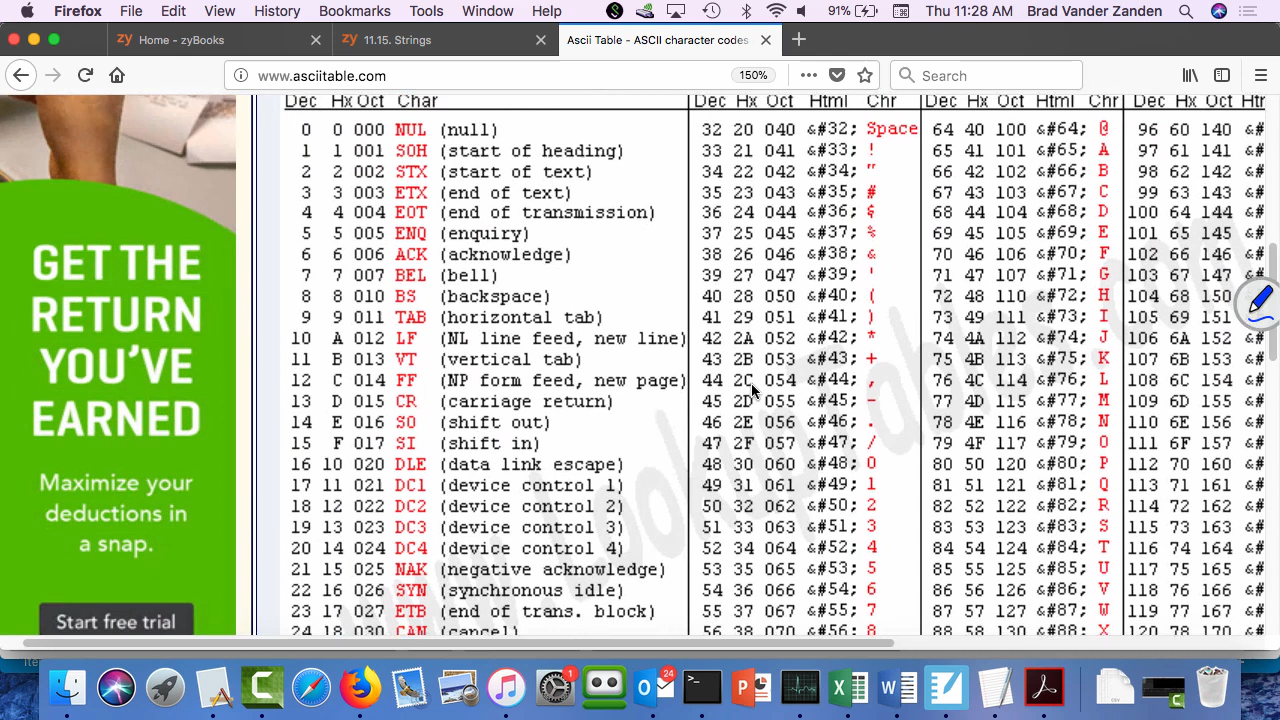 Firefox File Edit View History Bookmarks Tools Window Help 91% Thu 11:28 AM Brad Vander Zanden
Home - zyBooks
11.15. Strings
Ascii Table - ASCII character codes
www.asciitable.com 150% Search
GET THE
RETURN
YOU'VE
EARNED
Maximize your
deductions in
a snap.
Start free trial
Dec Hx Oct Char Dec Hx Oct Html Chr Dec Hx Oct Html Chr Dec Hx Oct
0 0 000 NUL (null) 32 20 040 &#32; Space 64 40 100 &#64; @ 96 60 140 &#
1 1 001 SOH (start of heading) 33 21 041 &#33; ! 65 41 101 &#65; A 97 61 141 &#
2 2 002 STX (start of text) 34 22 042 &#34; " 66 42 102 &#66; B 98 62 142 &#
3 3 003 ETX (end of text) 35 23 043 &#35; # 67 43 103 &#67; C 99 63 143 &#
4 4 004 EOT (end of transmission) 36 24 044 &#36; $ 68 44 104 &#68; D 100 64 144 &#
5 5 005 ENQ (enquiry) 37 25 045 &#37; % 69 45 105 &#69; E 101 65 145 &#
6 6 006 ACK (acknowledge) 38 26 046 &#38; & 70 46 106 &#70; F 102 66 146 &#
7 7 007 BEL (bell) 39 27 047 &#39; ' 71 47 107 &#71; G 103 67 147 &#
8 8 010 BS (backspace) 40 28 050 &#40; ( 72 48 110 &#72; H 104 68 150
9 9 011 TAB (horizontal tab) 41 29 051 &#41; ) 73 49 111 &#73; I 105 69 151
10 A 012 LF (NL line feed, new line) 42 2A 052 &#42; * 74 4A 112 &#74; J 106 6A 152
11 B 013 VT (vertical tab) 43 2B 053 &#43; + 75 4B 113 &#75; K 107 6B 153 &#
12 C 014 FF (NP form feed, new page) 44 2C 054 &#44; , 76 4C 114 &#76; L 108 6C 154 &#
13 D 015 CR (carriage return) 45 2D 055 &#45; - 77 4D 115 &#77; M 109 6D 155 &#
14 E 016 SO (shift out) 46 2E 056 &#46; . 78 4E 116 &#78; N 110 6E 156 &#
15 F 017 SI (shift in) 47 2F 057 &#47; / 79 4F 117 &#79; O 111 6F 157 &#
16 10 020 DLE (data link escape) 48 30 060 &#48; 0 80 50 120 &#80; P 112 70 160 &#
17 11 021 DC1 (device control 1) 49 31 061 &#49; 1 81 51 121 &#81; Q 113 71 161 &#
18 12 022 DC2 (device control 2) 50 32 062 &#50; 2 82 52 122 &#82; R 114 72 162 &#
19 13 023 DC3 (device control 3) 51 33 063 &#51; 3 83 53 123 &#83; S 115 73 163 &#
20 14 024 DC4 (device control 4) 52 34 064 &#52; 4 84 54 124 &#84; T 116 74 164 &#
21 15 025 NAK (negative acknowledge) 53 35 065 &#53; 5 85 55 125 &#85; U 117 75 165 &#
22 16 026 SYN (synchronous idle) 54 36 066 &#54; 6 86 56 126 &#86; V 118 76 166 &#
23 17 027 ETB (end of trans. block) 55 37 067 &#55; 7 87 57 127 &#87; W 119 77 167 &#
24 18 030 CAN (cancel) 56 38 070 &#56; 8 88 58 130 &#88; X 120 78 170 &#
www.LookupTables.com
1
24